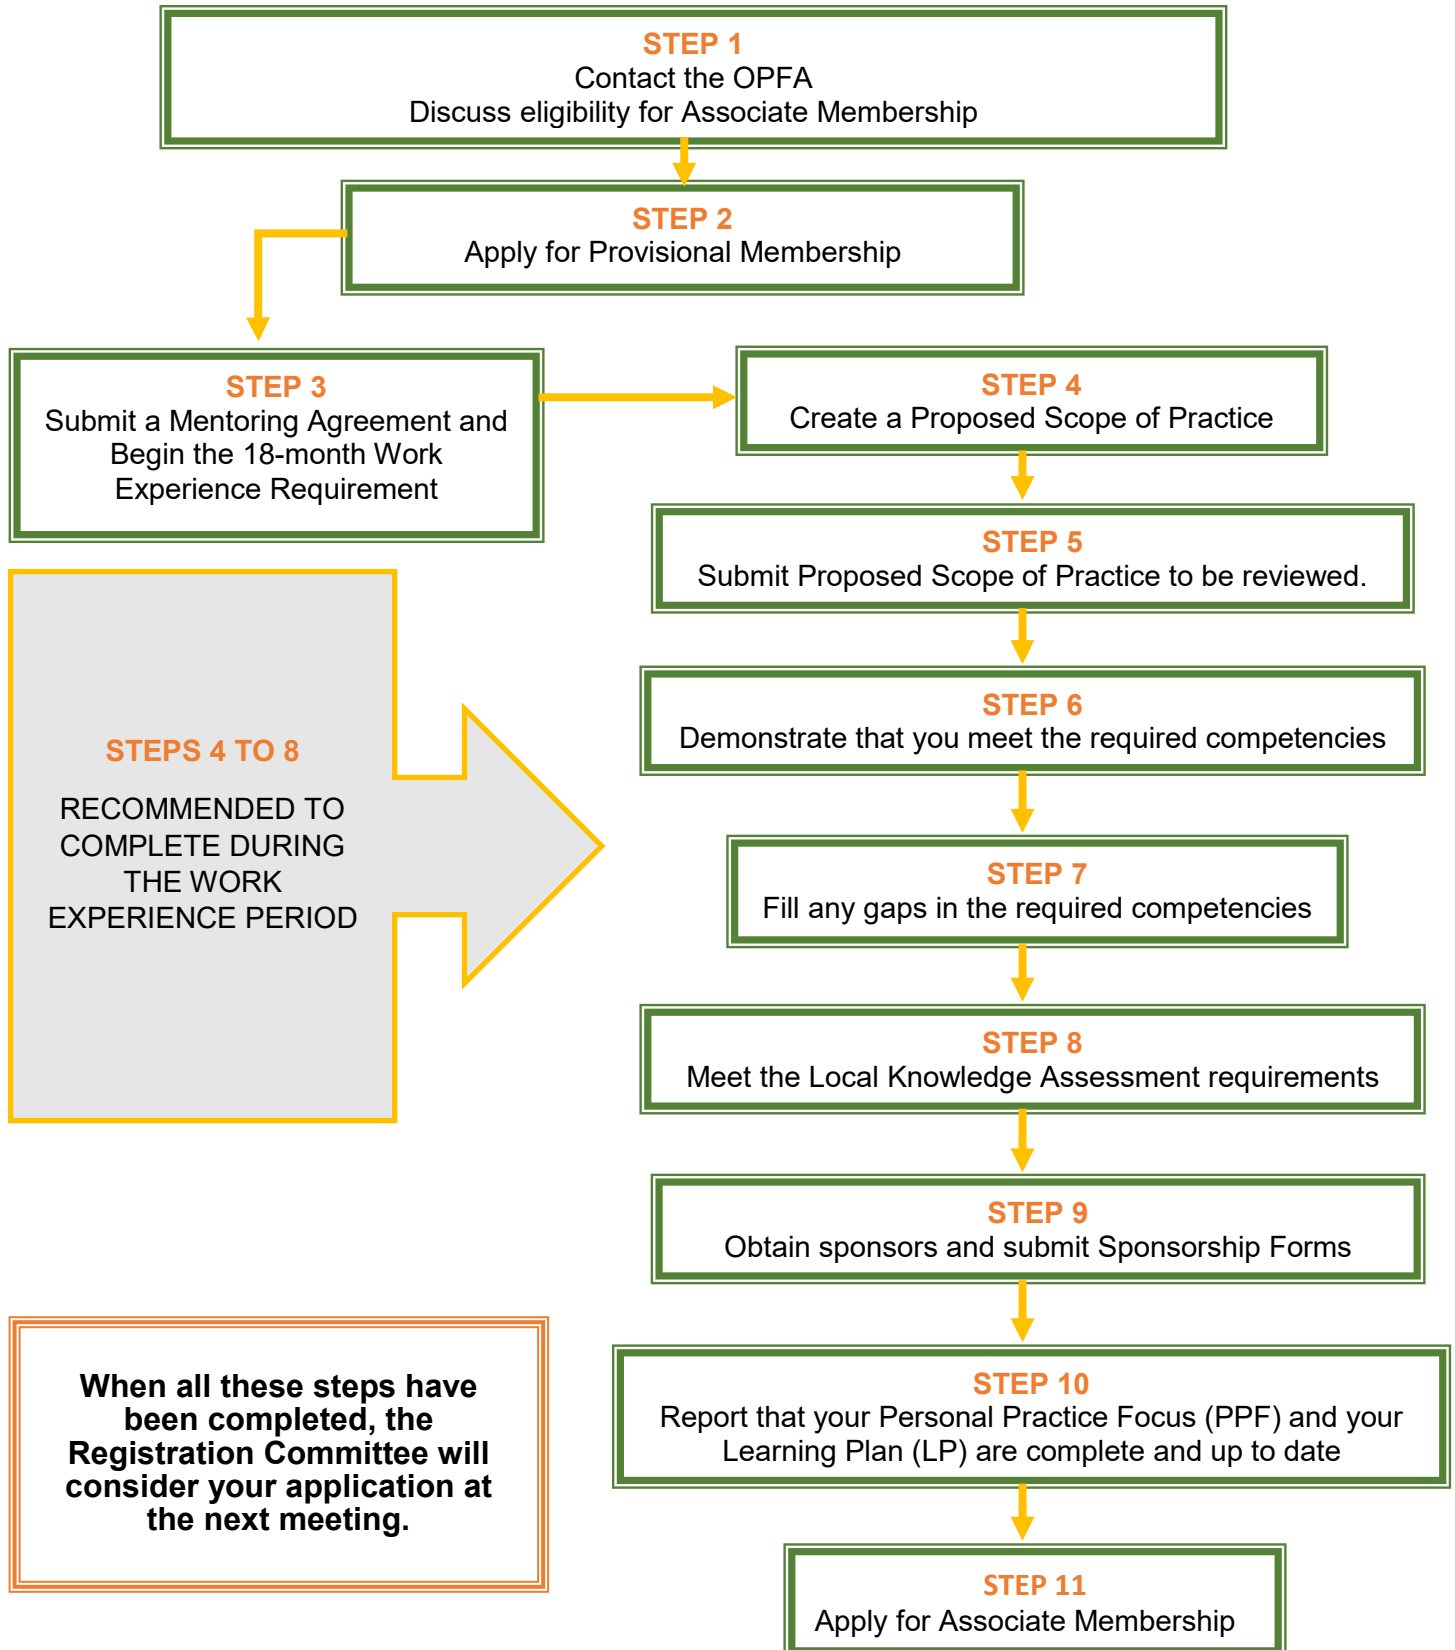 STEP 1
Contact the OPFA
Discuss eligibility for Associate Membership
STEP 2
Apply for Provisional Membership
STEP 3
Submit a Mentoring Agreement and
Begin the 18-month Work
Experience Requirement
STEP 4
Create a Proposed Scope of Practice
STEP 5
Submit Proposed Scope of Practice to be reviewed.
STEP 6
Demonstrate that you meet the required competencies
STEPS 4 TO 8
RECOMMENDED TO
COMPLETE DURING
THE WORK
EXPERIENCE PERIOD
STEP 7
Fill any gaps in the required competencies
STEP 8
Meet the Local Knowledge Assessment requirements
STEP 9
Obtain sponsors and submit Sponsorship Forms
STEP 10
Report that your Personal Practice Focus (PPF) and your
Learning Plan (LP) are complete and up to date
When all these steps have
been completed, the
Registration Committee will
consider your application at
the next meeting.
STEP 11
Apply for Associate Membership